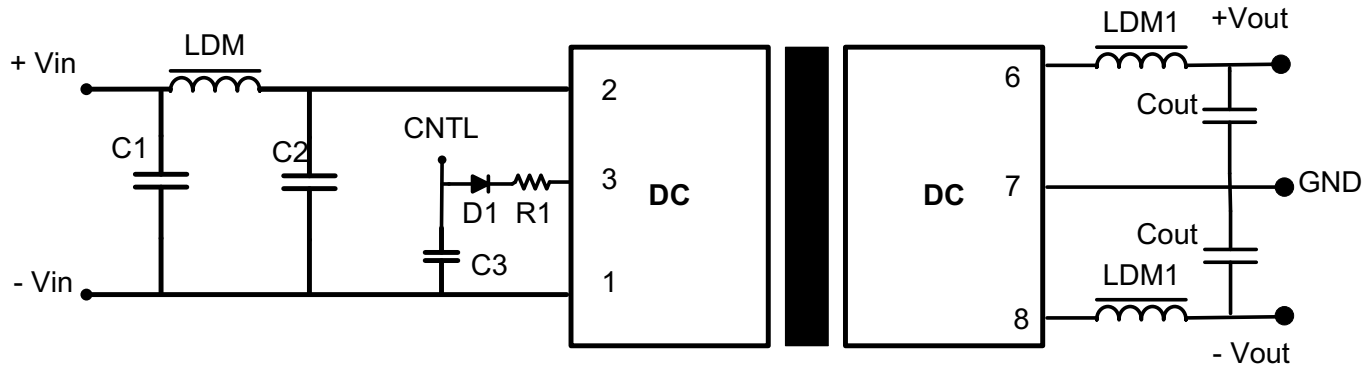 LDM
+ Vin
C1
C2
CNTL
D1
R1
C3
- Vin
2
3
1
DC
DC
6
7
8
LDM1
+Vout
Cout
GND
Cout
LDM1
- Vout